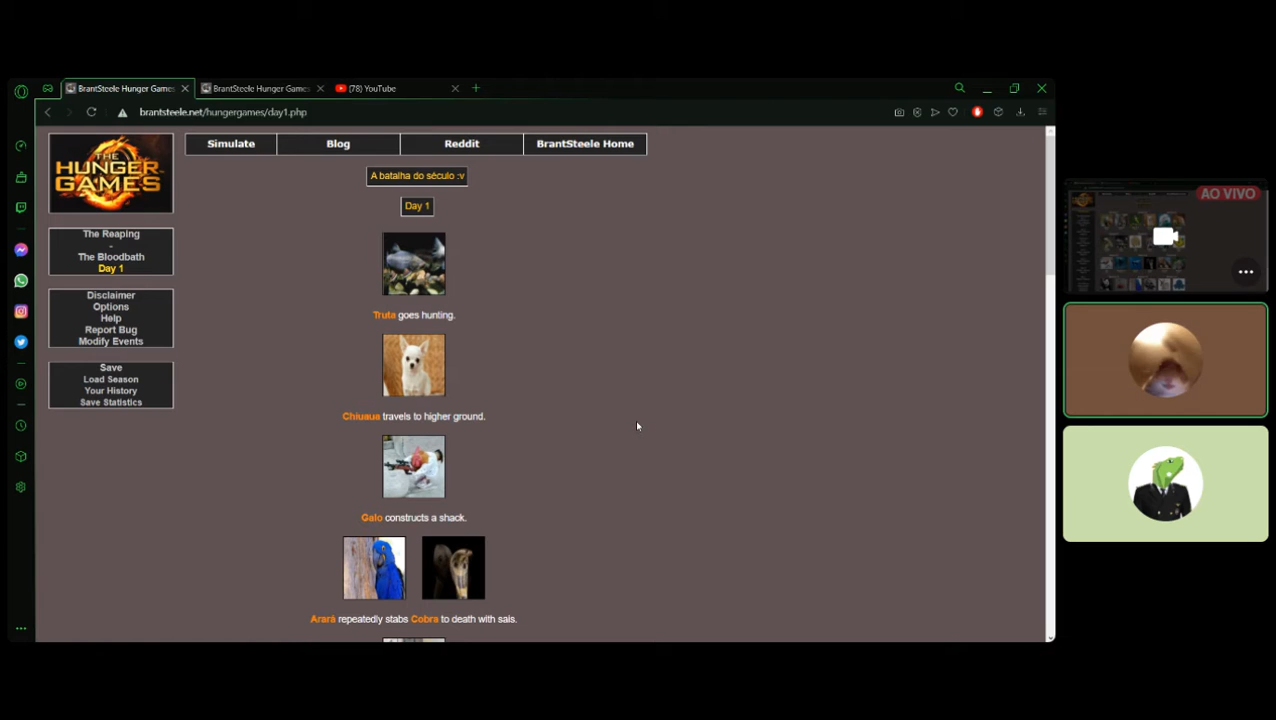 BrantSteele Hunger Games
BrantSteele Hunger Games
(78) YouTube
brantsteele.net/hungergames/day1.php
THE
HUNGER
GAMES
Simulate
Blog
Reddit
BrantSteele Home
A batalha do século :v
Day 1
The Reaping
-
The Bloodbath
Day 1
Disclaimer
Options
Help
Report Bug
Modify Events
Save
Load Season
Your History
Save Statistics
Truta goes hunting.
Chiuaua travels to higher ground.
Galo constructs a shack.
Arará repeatedly stabs Cobra to death with sais.
AO VIVO